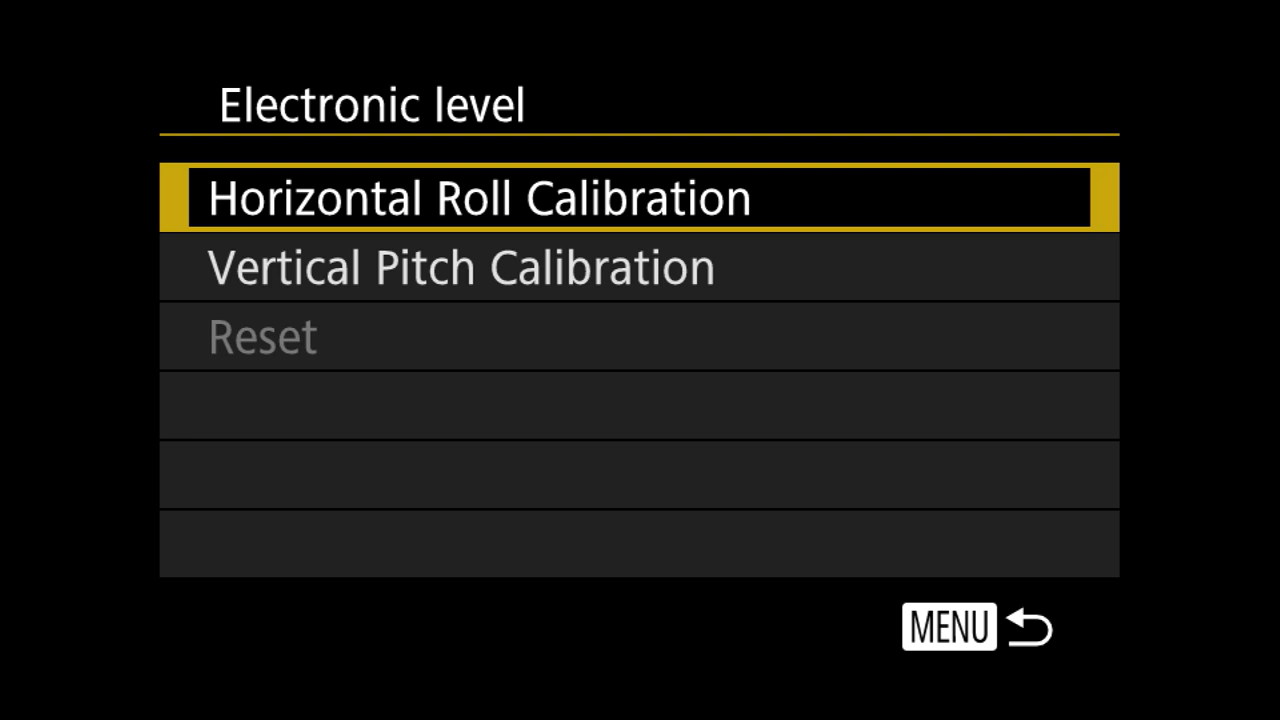 Electronic level
Horizontal Roll Calibration
Vertical Pitch Calibration
Reset
MENU